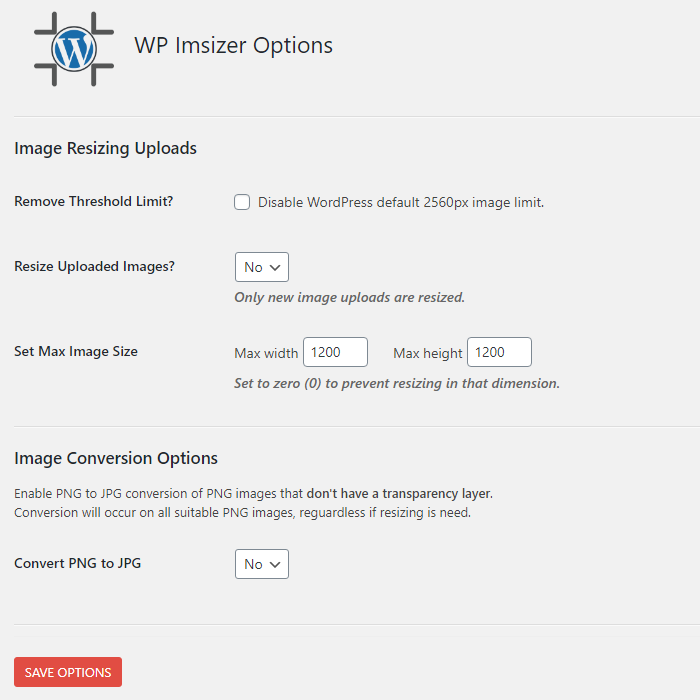 WP Imsizer Options
Image Resizing Uploads
Remove Threshold Limit? Disable WordPress default 2560px image limit.
Resize Uploaded Images? No
Only new image uploads are resized.
Set Max Image Size Max width 1200 Max height 1200
Set to zero (0) to prevent resizing in that dimension.
Image Conversion Options
Enable PNG to JPG conversion of PNG images that don't have a transparency layer.
Conversion will occur on all suitable PNG images, reguardless if resizing is need.
Convert PNG to JPG No
SAVE OPTIONS